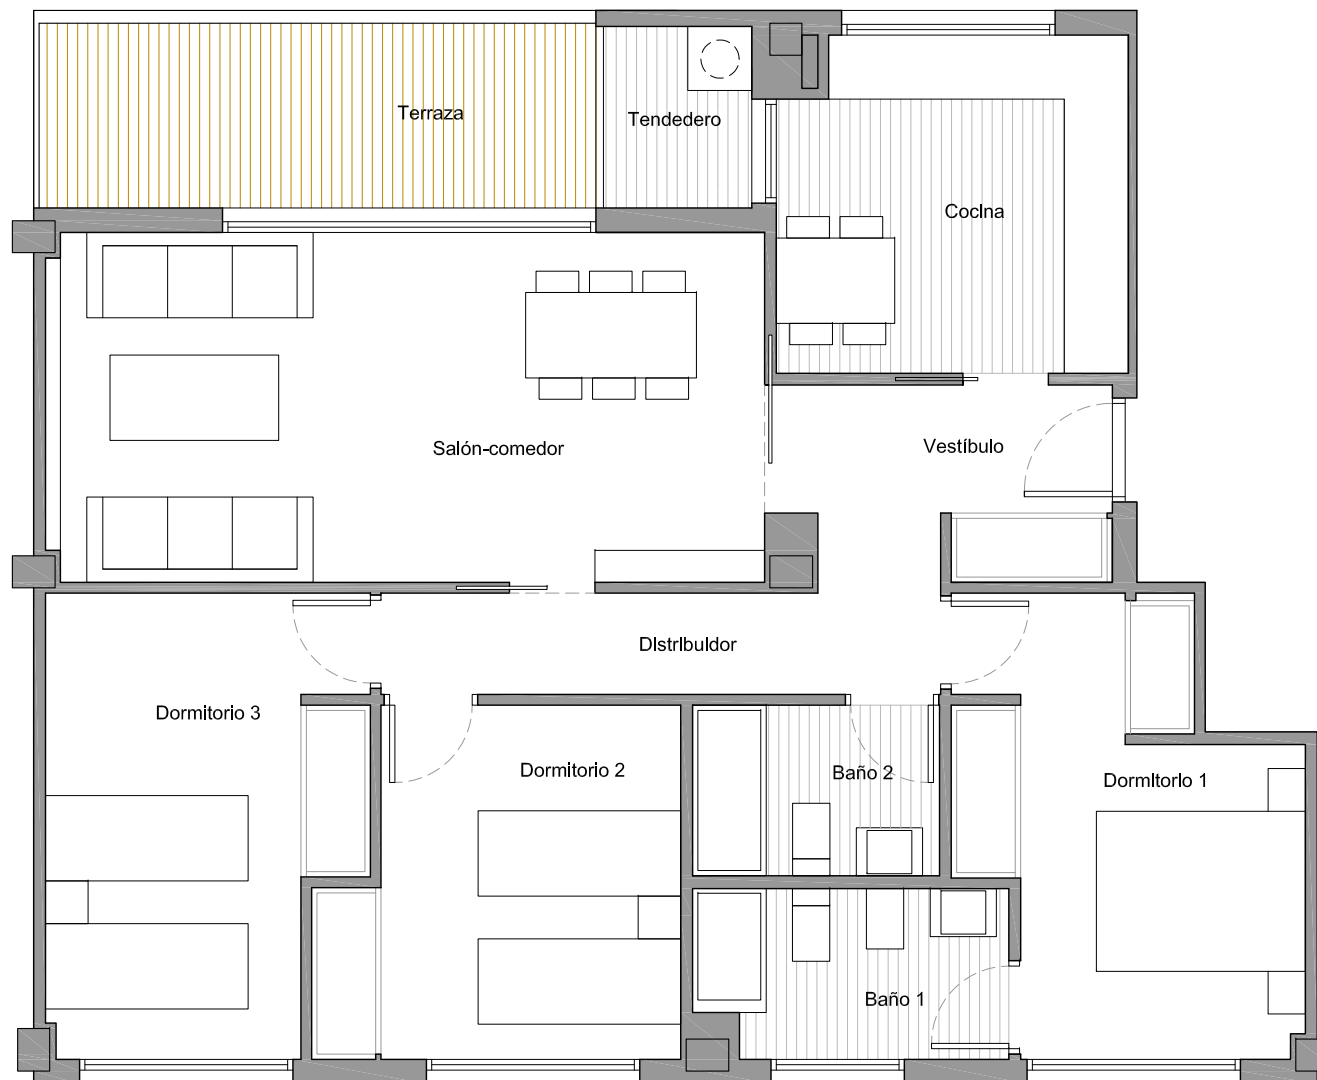 Terraza
Tendedero
Cocina
Salón-comedor
Vestíbulo
Distribuidor
Dormitorio 3
Dormitorio 2
Baño 2
Dormitorio 1
Baño 1